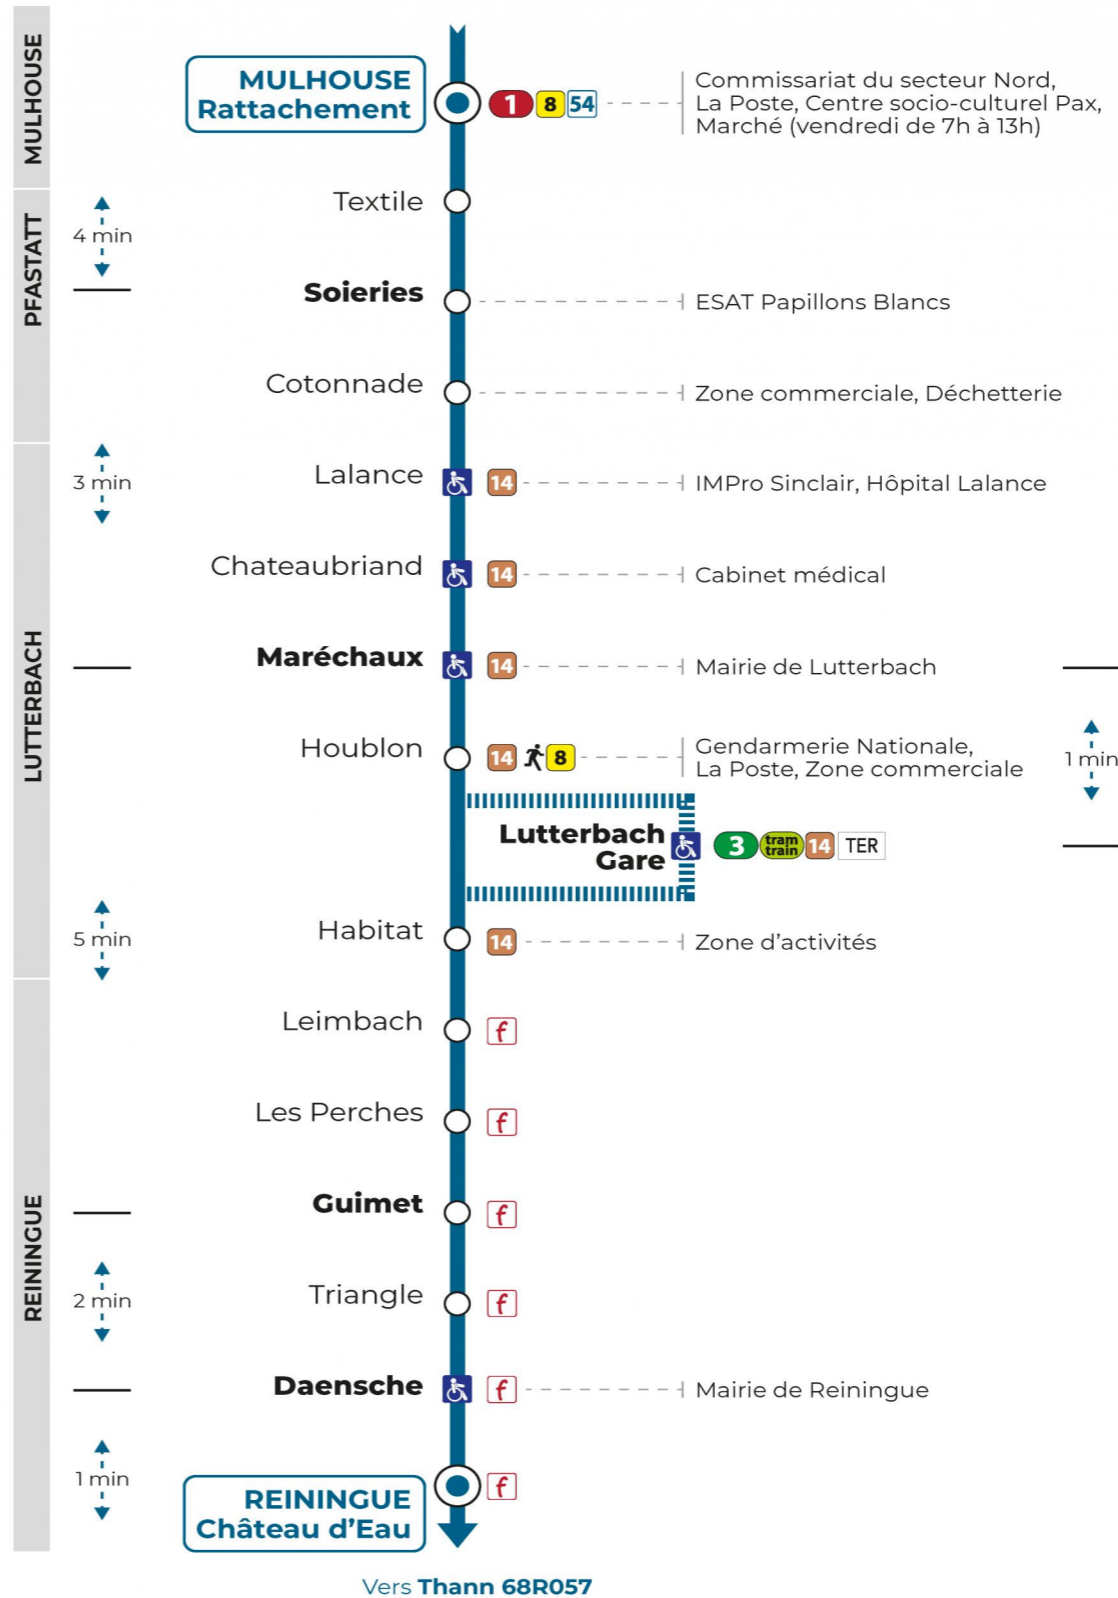 MULHOUSE
PFASTATT
LUTTERBACH
REININGUE
MULHOUSE
Rattachement
1 8 54
Commissariat du secteur Nord,
La Poste, Centre socio-culturel Pax,
Marché (vendredi de 7h à 13h)
Textile
4 min
Soieries
ESAT Papillons Blancs
Cotonnade
Zone commerciale, Déchetterie
Lalance
14
IMPro Sinclair, Hôpital Lalance
3 min
Chateaubriand
14
Cabinet médical
Maréchaux
14
Mairie de Lutterbach
Houblon
14 8
Gendarmerie Nationale,
La Poste, Zone commerciale
1 min
Lutterbach
Gare
3 tram train 14 TER
Habitat
14
Zone d'activités
5 min
Leimbach
f
Les Perches
f
Guimet
f
2 min
Triangle
f
Daensche
f
Mairie de Reiningue
1 min
REININGUE
Château d'Eau
f
Vers Thann 68R057